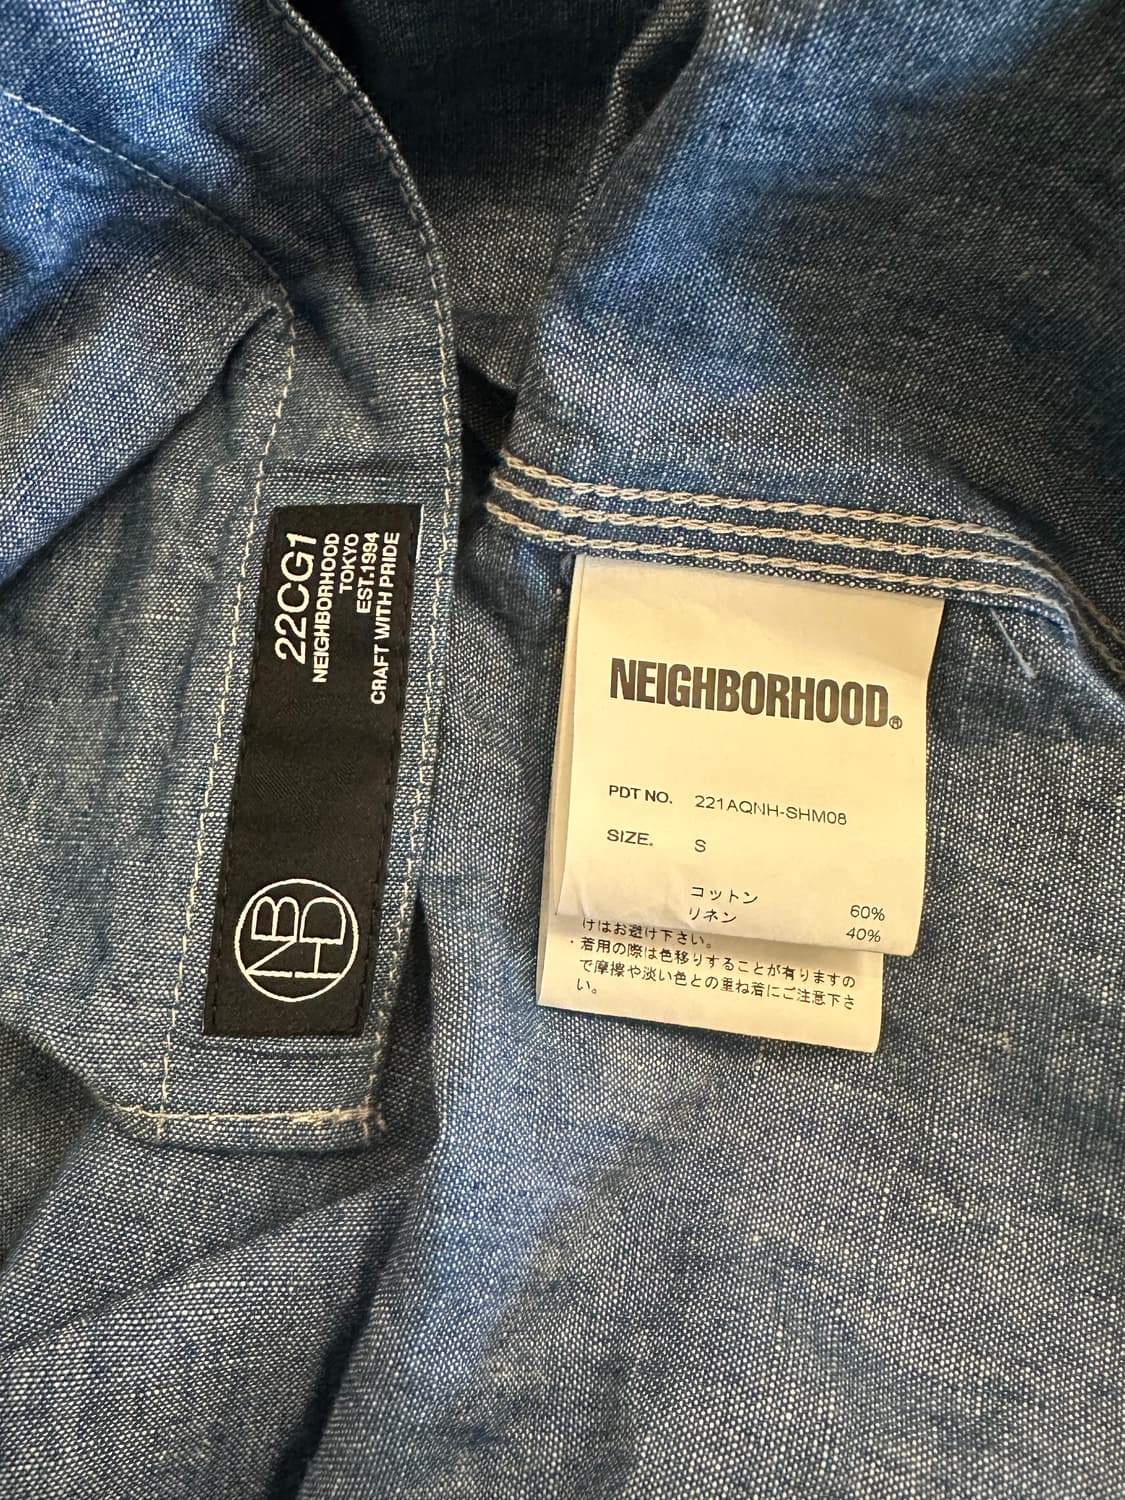 22CG1
NEIGHBORHOOD
TOKYO
EST.1994
CRAFT WITH PRIDE
NBHD
NEIGHBORHOOD®
PDT NO. 221AQNH-SHM08
SIZE. S
コットン 60%
リネン 40%
けはお避け下さい。
・着用の際は色移りすることが有りますの
で摩擦や淡い色との重ね着にご注意下さ
い。